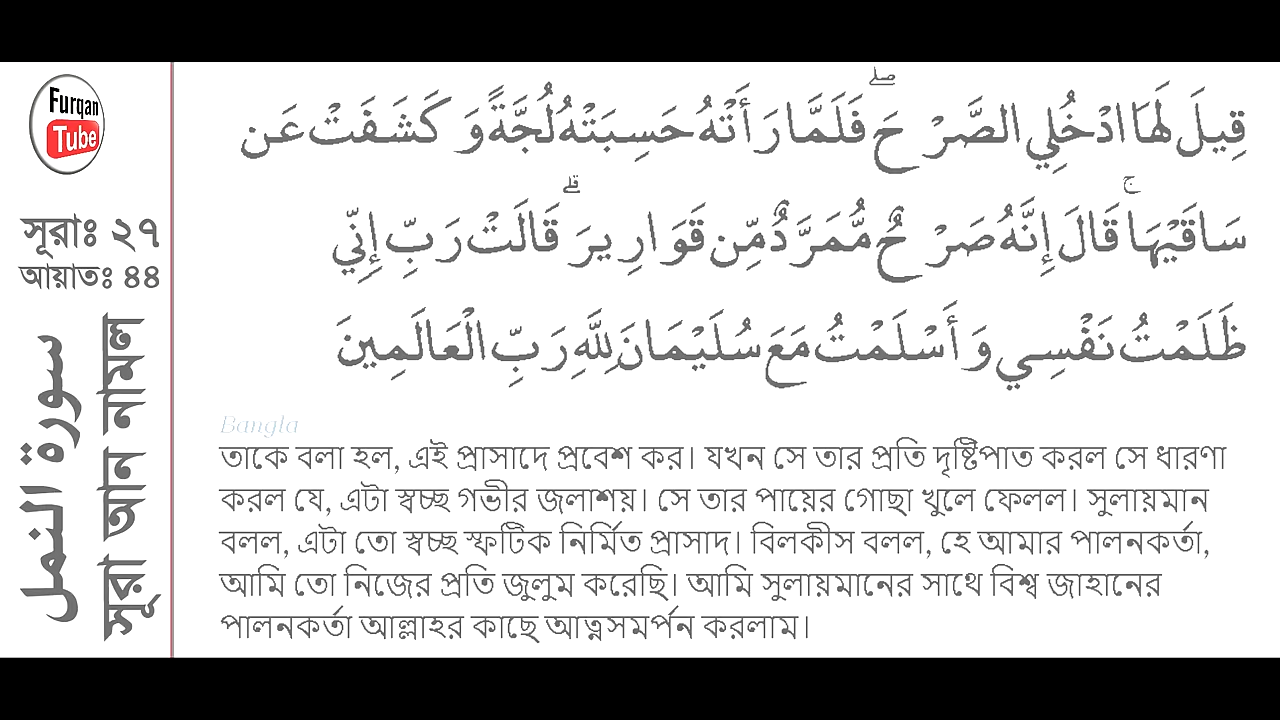 Furqan
Tube
সূরাঃ ২৭
আয়াতঃ ৪৪
سورة النمل
সূরা আন নামল
قِيلَ لَهَا ادْخُلِي الصَّرْحَ ۖ فَلَمَّا رَأَتْهُ حَسِبَتْهُ لُجَّةً وَكَشَفَتْ عَن
سَاقَيْهَا ۚ قَالَ إِنَّهُ صَرْحٌ مُّمَرَّدٌ مِّن قَوَارِيرَ ۗ قَالَتْ رَبِّ إِنِّي
ظَلَمْتُ نَفْسِي وَأَسْلَمْتُ مَعَ سُلَيْمَانَ لِلَّهِ رَبِّ الْعَالَمِينَ
Bangla
তাকে বলা হল, এই প্রাসাদে প্রবেশ কর। যখন সে তার প্রতি দৃষ্টিপাত করল সে ধারণা
করল যে, এটা স্বচ্ছ গভীর জলাশয়। সে তার পায়ের গোছা খুলে ফেলল। সুলায়মান
বলল, এটা তো স্বচ্ছ স্ফটিক নির্মিত প্রাসাদ। বিলকীস বলল, হে আমার পালনকর্তা,
আমি তো নিজের প্রতি জুলুম করেছি। আমি সুলায়মানের সাথে বিশ্ব জাহানের
পালনকর্তা আল্লাহর কাছে আত্নসমর্পন করলাম।